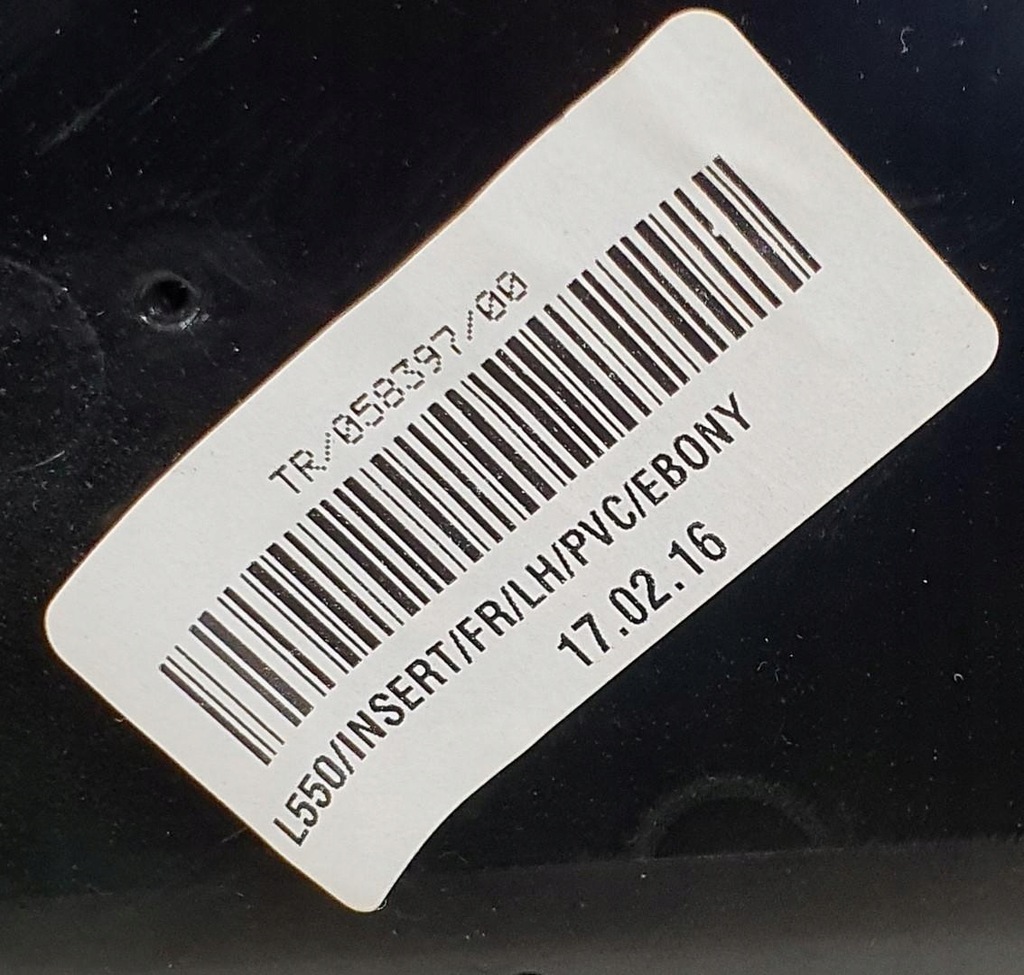 TR/058397/00
L550/INSERT/FR/LH/PVC/EBONY
17.02.16